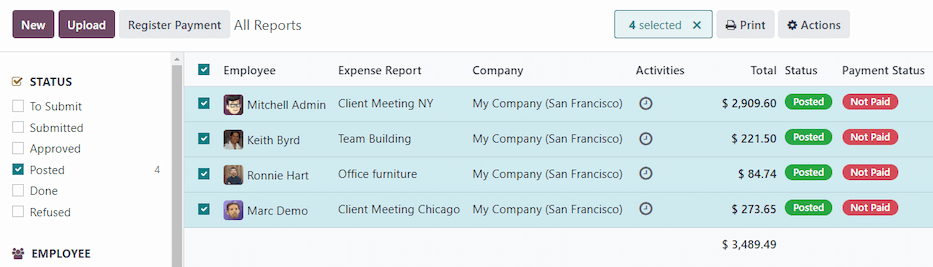 New Upload Register Payment All Reports 4 selected × Print Actions
STATUS
To Submit
Submitted
Approved
Posted 4
Done
Refused
EMPLOYEE
Employee Expense Report Company Activities Total Status Payment Status
Mitchell Admin Client Meeting NY My Company (San Francisco) $ 2,909.60 Posted Not Paid
Keith Byrd Team Building My Company (San Francisco) $ 221.50 Posted Not Paid
Ronnie Hart Office furniture My Company (San Francisco) $ 84.74 Posted Not Paid
Marc Demo Client Meeting Chicago My Company (San Francisco) $ 273.65 Posted Not Paid
$ 3,489.49